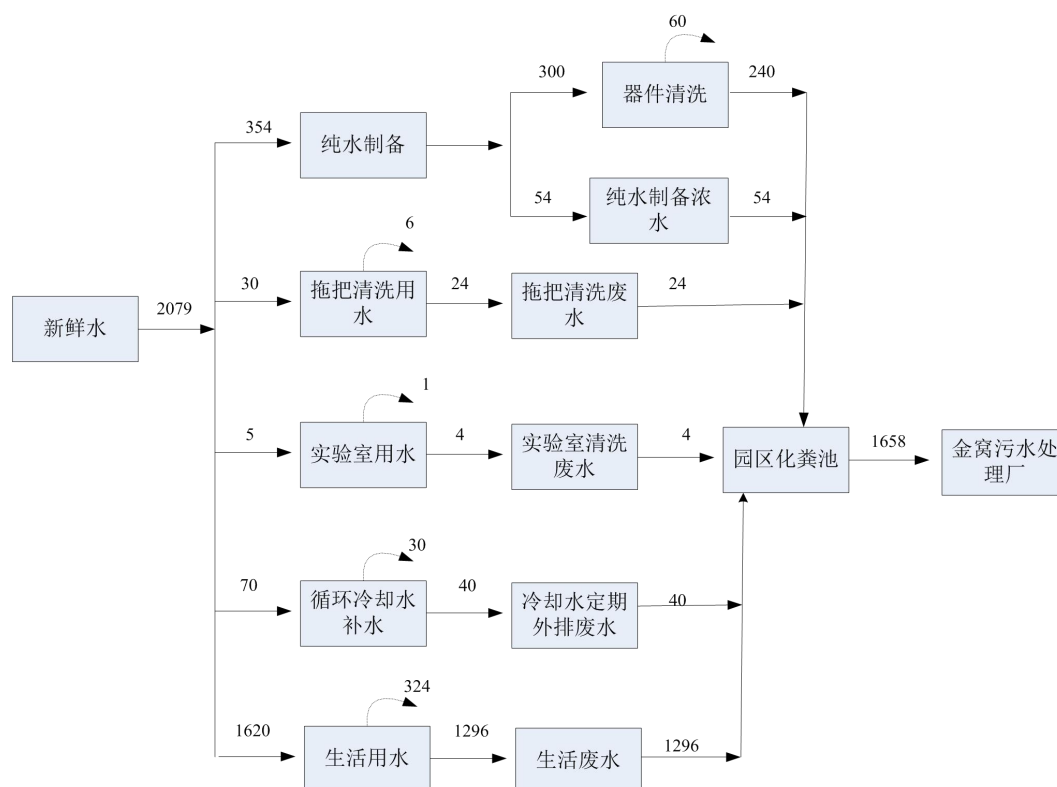 60
300
器件清洗
240
354
纯水制备
54
纯水制备浓
水
54
6
30
拖把清洗用
水
24
拖把清洗废
水
24
新鲜水
2079
1
5
实验室用水
4
实验室清洗
废水
4
园区化粪池
1658
金窝污水处
理厂
30
70
循环冷却水
补水
40
冷却水定期
外排废水
40
324
1620
生活用水
1296
生活废水
1296